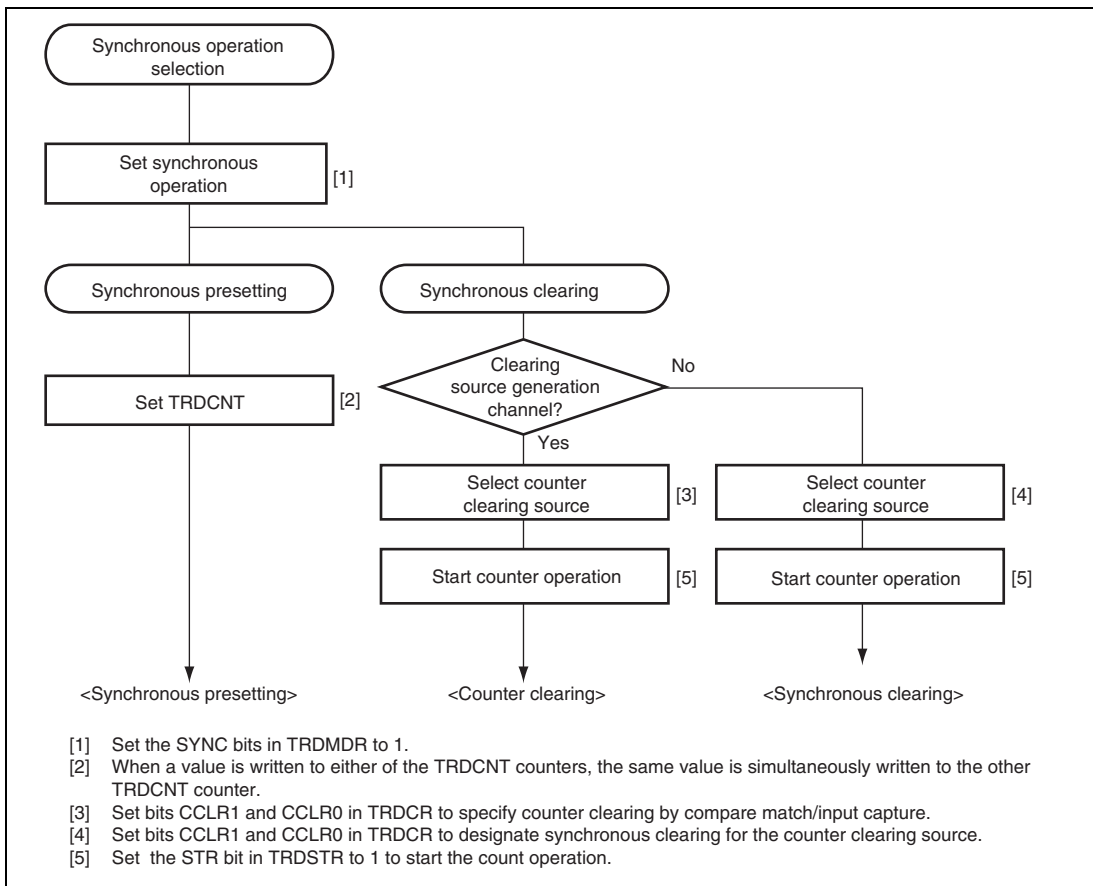 Synchronous operation
selection
Set synchronous
operation
[1]
Synchronous presetting
Synchronous clearing
Set TRDCNT
[2]
Clearing
source generation
channel?
No
Yes
Select counter
clearing source
[3]
Select counter
clearing source
[4]
Start counter operation
[5]
Start counter operation
[5]
<Synchronous presetting>
<Counter clearing>
<Synchronous clearing>
[1] Set the SYNC bits in TRDMDR to 1.
[2] When a value is written to either of the TRDCNT counters, the same value is simultaneously written to the other
TRDCNT counter.
[3] Set bits CCLR1 and CCLR0 in TRDCR to specify counter clearing by compare match/input capture.
[4] Set bits CCLR1 and CCLR0 in TRDCR to designate synchronous clearing for the counter clearing source.
[5] Set the STR bit in TRDSTR to 1 to start the count operation.